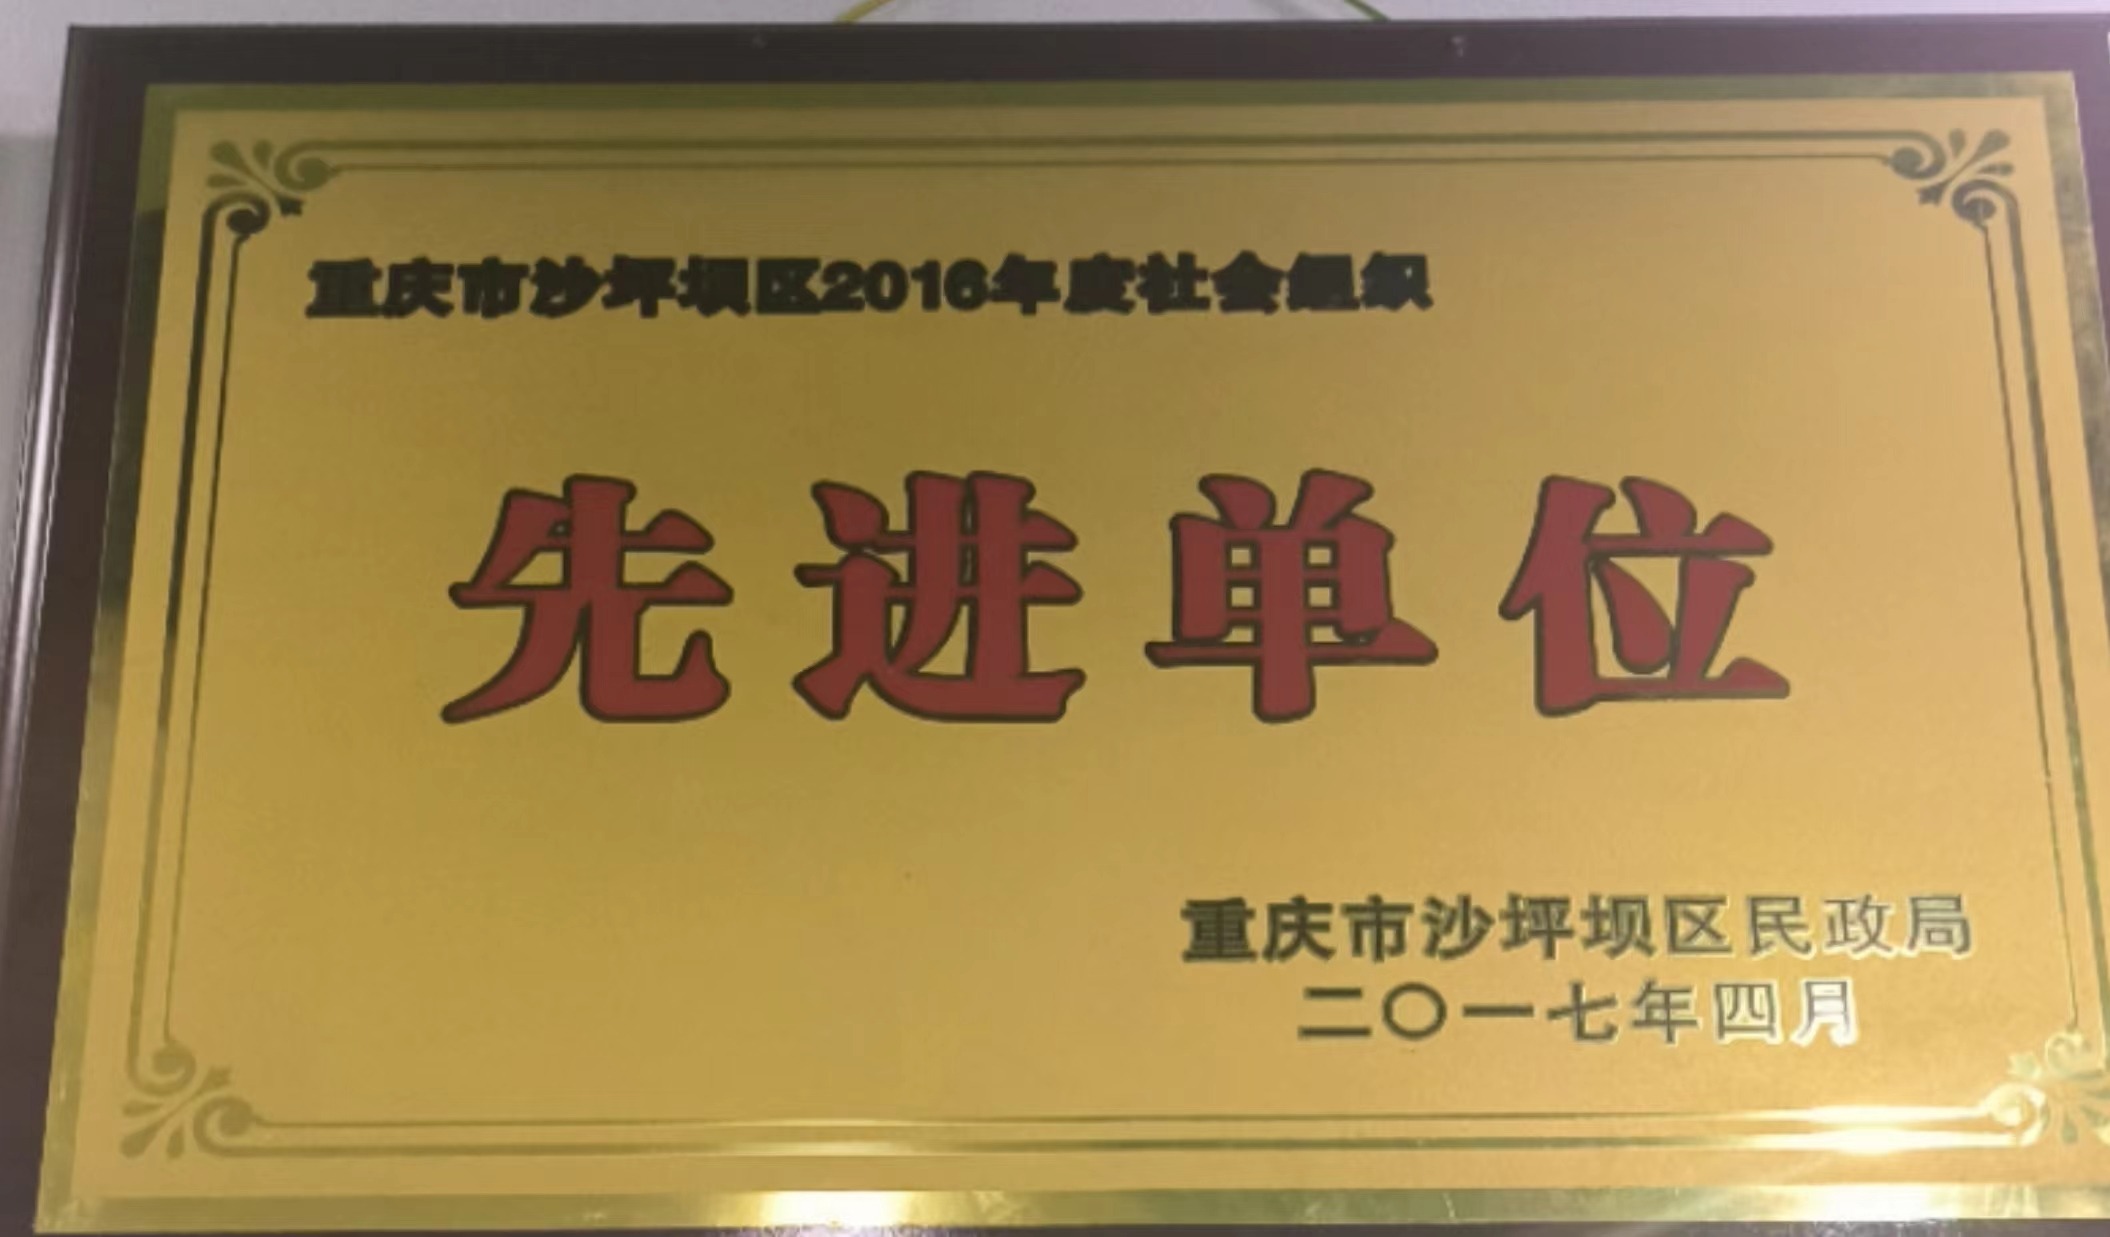 重庆市沙坪坝区2016年度社会组织
先进单位
重庆市沙坪坝区民政局
二〇一七年四月